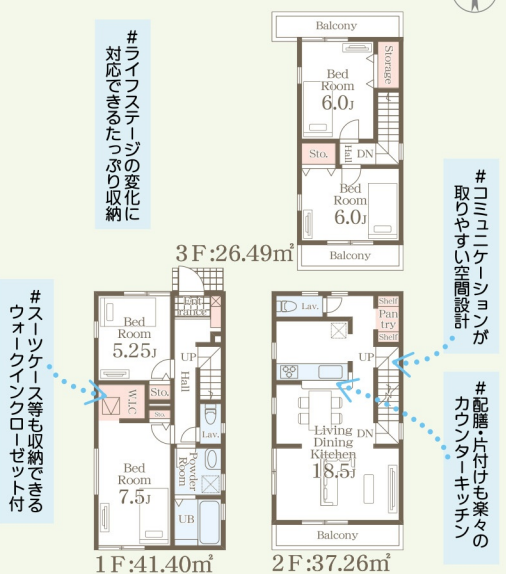 #ライフステージの変化に
対応できるたっぷり収納
Balcony
Bed
Room
6.0J
Storage
Sto.
Hall
DN
Bed
Room
6.0J
Balcony
3F:26.49㎡
#コミュニケーションが
取りやすい空間設計
#スーツケース等も収納できる
ウォークインクローゼット付
Ent
rance
Bed
Room
5.25J
UP
Hall
W.I.C
Sto.
Sto.
Lav.
Bed
Room
7.5J
Powder
Room
UB
1F:41.40㎡
Lav.
Shelf
Pan
try
Shelf
UP
DN
Living
Dining
Kitchen
18.5J
Balcony
2F:37.26㎡
#配膳・片付けも楽々の
カウンターキッチン